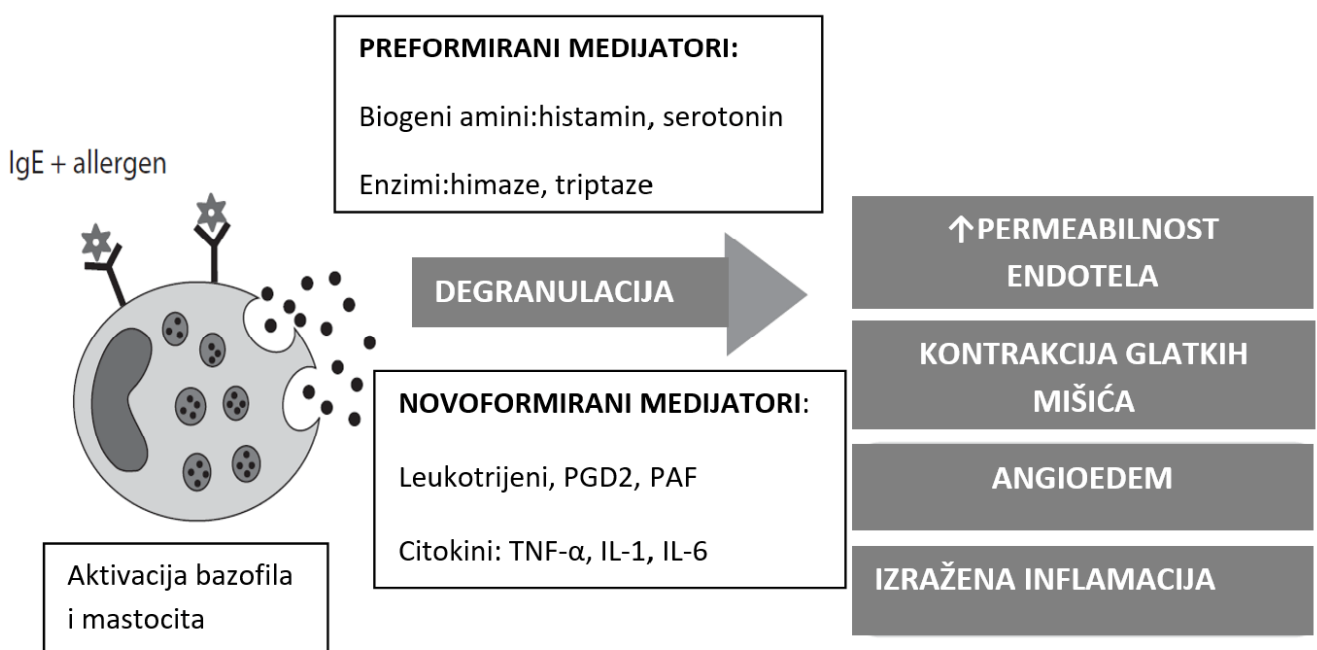 PREFORMIRANI MEDIJATORI:
Biogeni amini:histamin, serotonin
Enzimi:himaze, triptaze
IgE + allergen
DEGRANULACIJA
NOVOFORMIRANI MEDIJATORI:
Leukotrijeni, PGD2, PAF
Citokini: TNF-α, IL-1, IL-6
Aktivacija bazofila
i mastocita
↑PERMEABILNOST
ENDOTELA
KONTRAKCIJA GLATKIH
MIŠIĆA
ANGIOEDEM
IZRAŽENA INFLAMACIJA